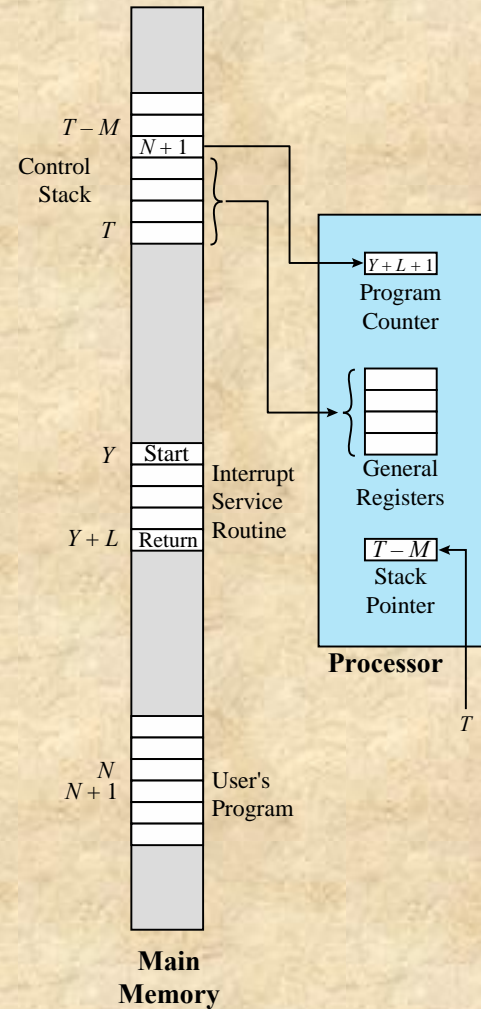 T – M
N + 1
Control
Stack
T
Y + L + 1
Program
Counter
Y
Start
Interrupt
Service
Routine
General
Registers
Y + L
Return
T – M
Stack
Pointer
Processor
T
N
N + 1
User's
Program
Main
Memory